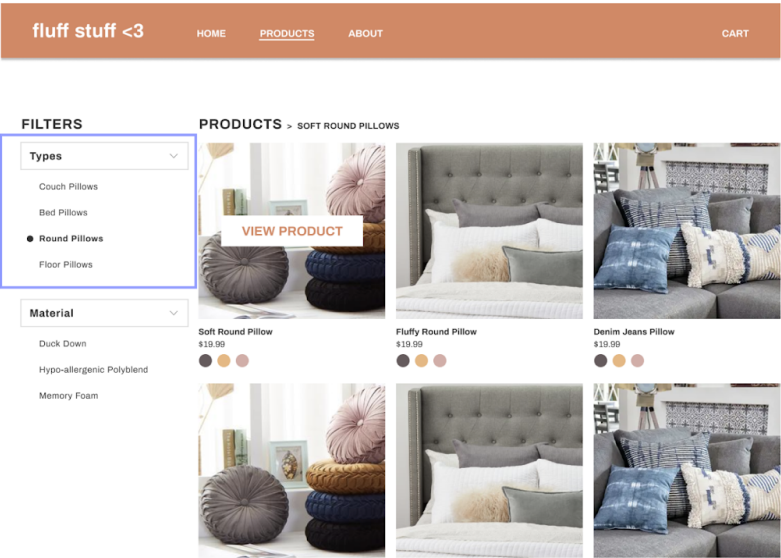 fluff stuff <3
HOME
PRODUCTS
ABOUT
CART
FILTERS
Types
Couch Pillows
Bed Pillows
Round Pillows
Floor Pillows
Material
Duck Down
Hypo-allergenic Polyblend
Memory Foam
PRODUCTS > SOFT ROUND PILLOWS
VIEW PRODUCT
Soft Round Pillow
$19.99
Fluffy Round Pillow
$19.99
Denim Jeans Pillow
$19.99